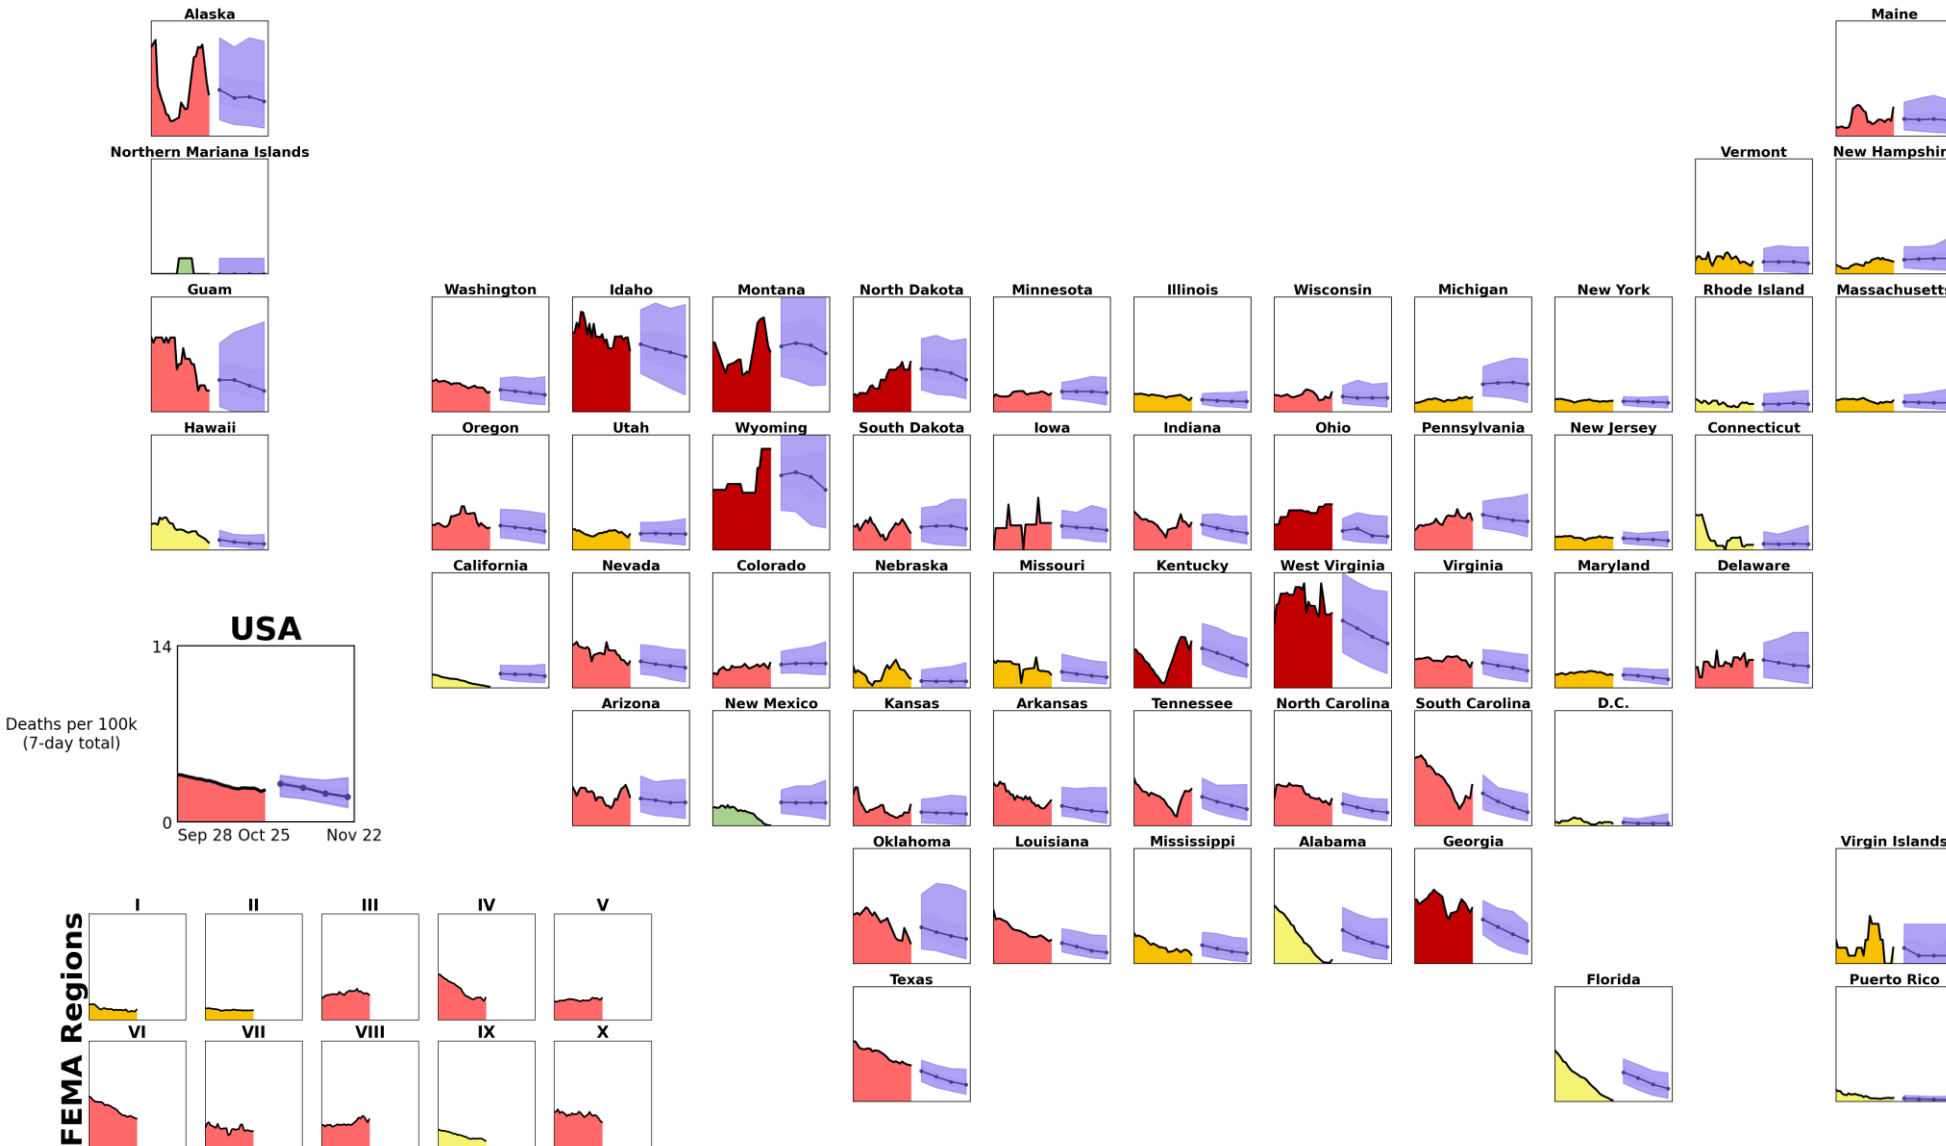 Alaska
Maine
Northern Mariana Islands
Vermont
New Hampshir
Guam
Washington
Idaho
Montana
North Dakota
Minnesota
Illinois
Wisconsin
Michigan
New York
Rhode Island
Massachusetts
Hawaii
Oregon
Utah
Wyoming
South Dakota
Iowa
Indiana
Ohio
Pennsylvania
New Jersey
Connecticut
California
Nevada
Colorado
Nebraska
Missouri
Kentucky
West Virginia
Virginia
Maryland
Delaware
USA
14
Deaths per 100k
(7-day total)
0
Sep 28 Oct 25
Nov 22
Arizona
New Mexico
Kansas
Arkansas
Tennessee
North Carolina
South Carolina
D.C.
Oklahoma
Louisiana
Mississippi
Alabama
Georgia
Virgin Islands
Texas
Florida
Puerto Rico
FEMA Regions
I
II
III
IV
V
VI
VII
VIII
IX
X